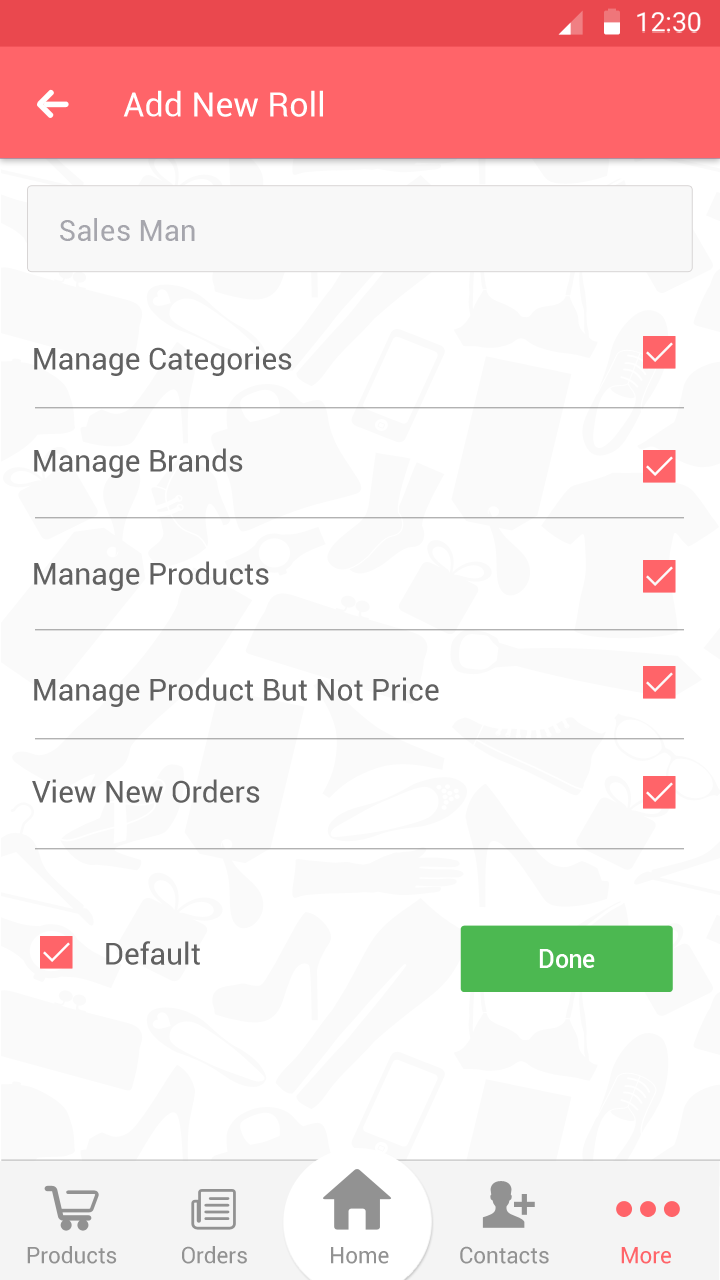 12:30
Add New Roll
Sales Man
Manage Categories
Manage Brands
Manage Products
Manage Product But Not Price
View New Orders
Default
Done
Products Orders Home Contacts More